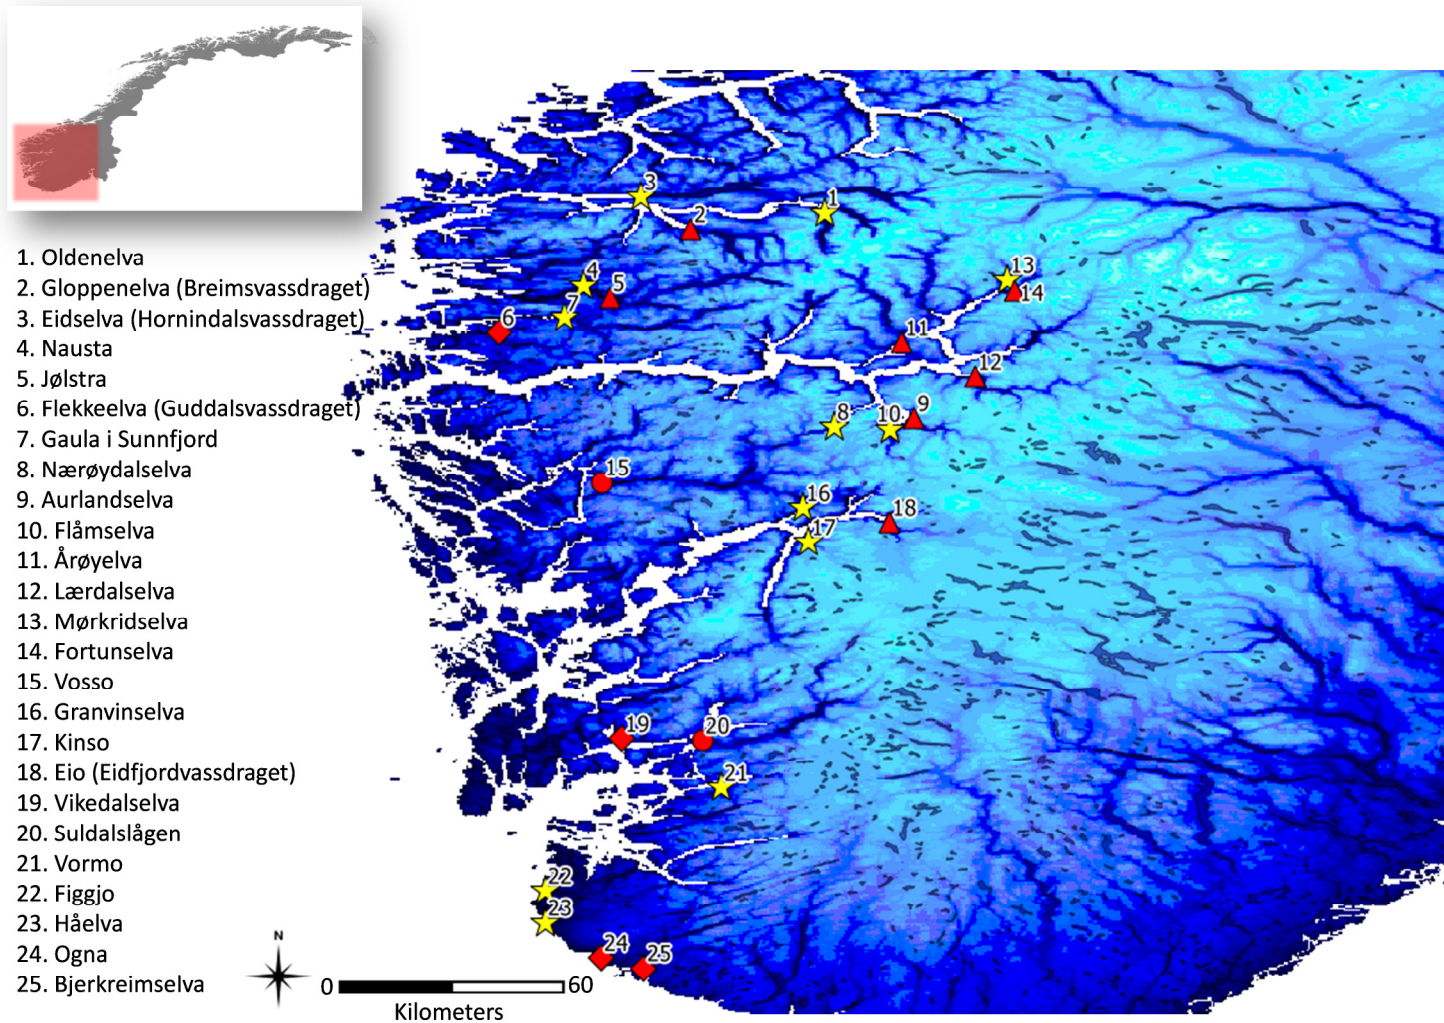 1. Oldenelva
2. Gloppenelva (Breimsvassdraget)
3. Eidselva (Hornindalsvassdraget)
4. Nausta
5. Jølstra
6. Flekkeelva (Guddalsvassdraget)
7. Gaula i Sunnfjord
8. Nærøydalselva
9. Aurlandselva
10. Flåmselva
11. Årøyelva
12. Lærdalselva
13. Mørkridselva
14. Fortunselva
15. Vosso
16. Granvinselva
17. Kinso
18. Eio (Eidfjordvassdraget)
19. Vikedalselva
20. Suldalslågen
21. Vormo
22. Figgjo
23. Håelva
24. Ogna
25. Bjerkreimselva
N
0 60
Kilometers
3
1
2
4
5
7
6
13
14
11
12
8
10
9
15
16
17
18
19
20
21
22
23
24
25